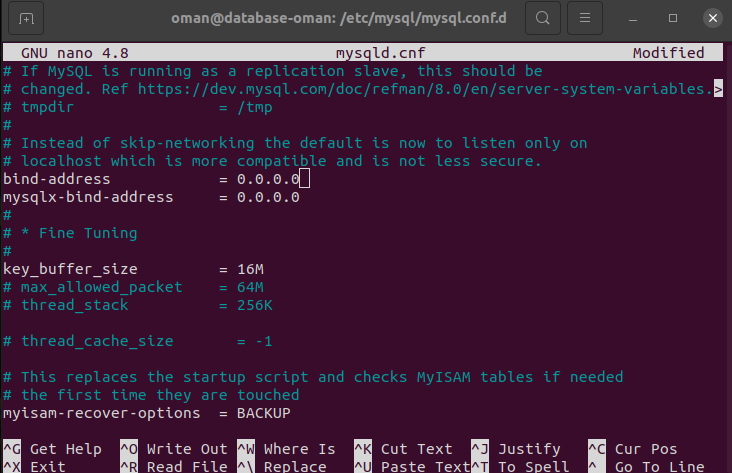 oman@database-oman: /etc/mysql/mysql.conf.d
GNU nano 4.8 mysqld.cnf Modified
# If MySQL is running as a replication slave, this should be
# changed. Ref https://dev.mysql.com/doc/refman/8.0/en/server-system-variables.>
# tmpdir = /tmp
#
# Instead of skip-networking the default is now to listen only on
# localhost which is more compatible and is not less secure.
bind-address = 0.0.0.0
mysqlx-bind-address = 0.0.0.0
#
# * Fine Tuning
#
key_buffer_size = 16M
# max_allowed_packet = 64M
# thread_stack = 256K
# thread_cache_size = -1
# This replaces the startup script and checks MyISAM tables if needed
# the first time they are touched
myisam-recover-options = BACKUP
^G Get Help ^O Write Out ^W Where Is ^K Cut Text ^J Justify ^C Cur Pos
^X Exit ^R Read File ^\ Replace ^U Paste Text ^T To Spell ^_ Go To Line